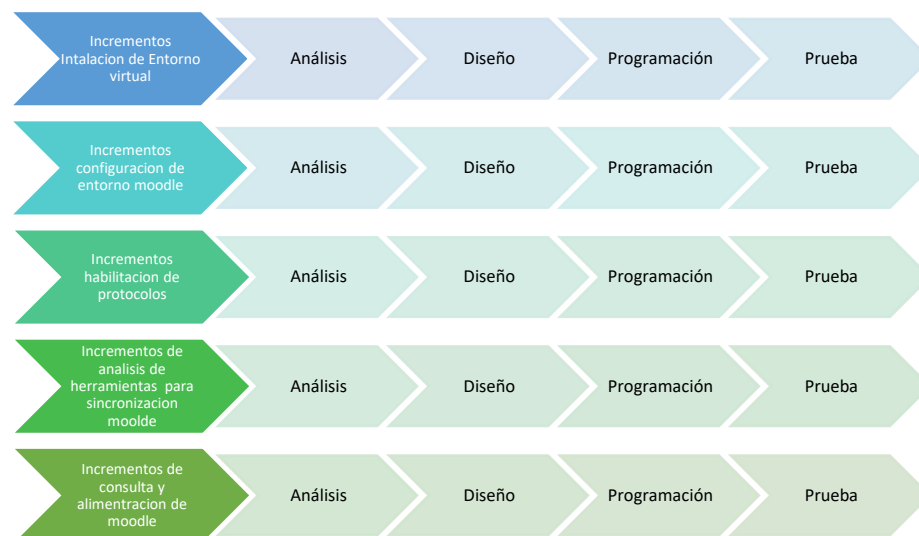 Incrementos
Intalacion de Entorno
virtual
Análisis
Diseño
Programación
Prueba
Incrementos
configuracion de
entorno moodle
Análisis
Diseño
Programación
Prueba
Incrementos
habilitacion de
protocolos
Análisis
Diseño
Programación
Prueba
Incrementos de
analisis de
herramientas para
sincronizacion
moolde
Análisis
Diseño
Programación
Prueba
Incrementos de
consulta y
alimentracion de
moodle
Análisis
Diseño
Programación
Prueba